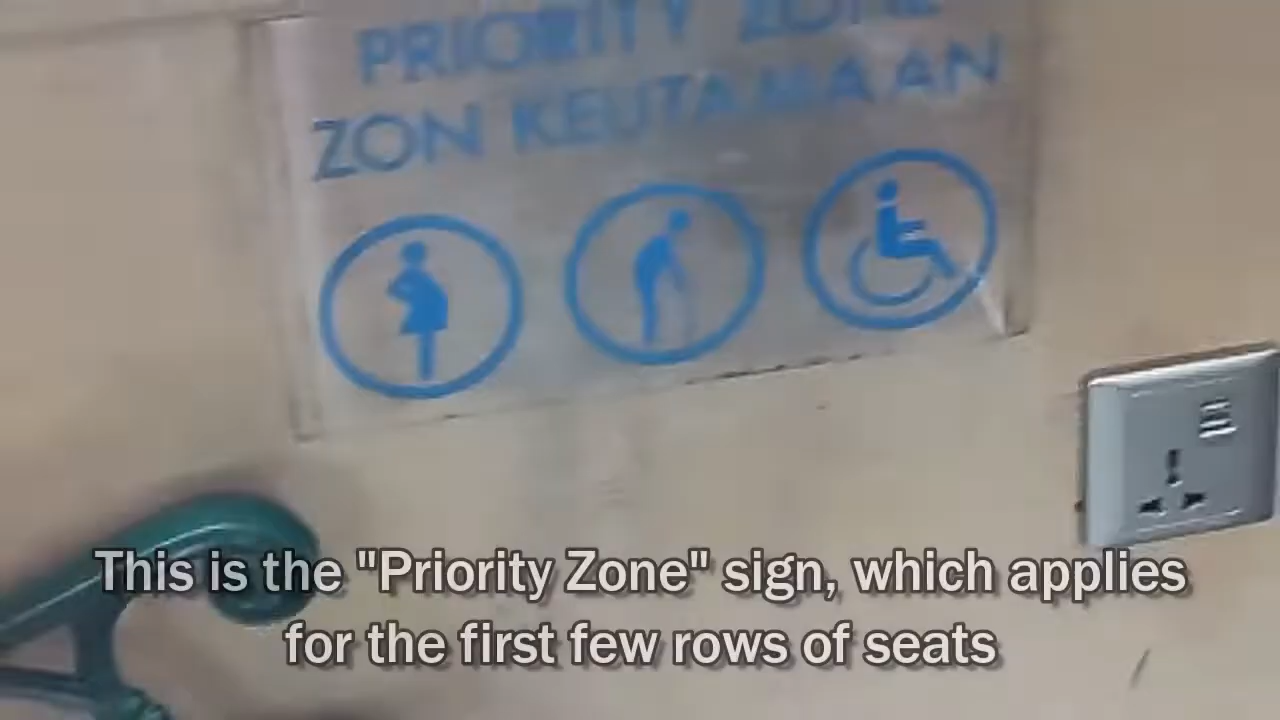 PRIORITY ZONE
ZON KEUTAMAAN
This is the "Priority Zone" sign, which applies
for the first few rows of seats